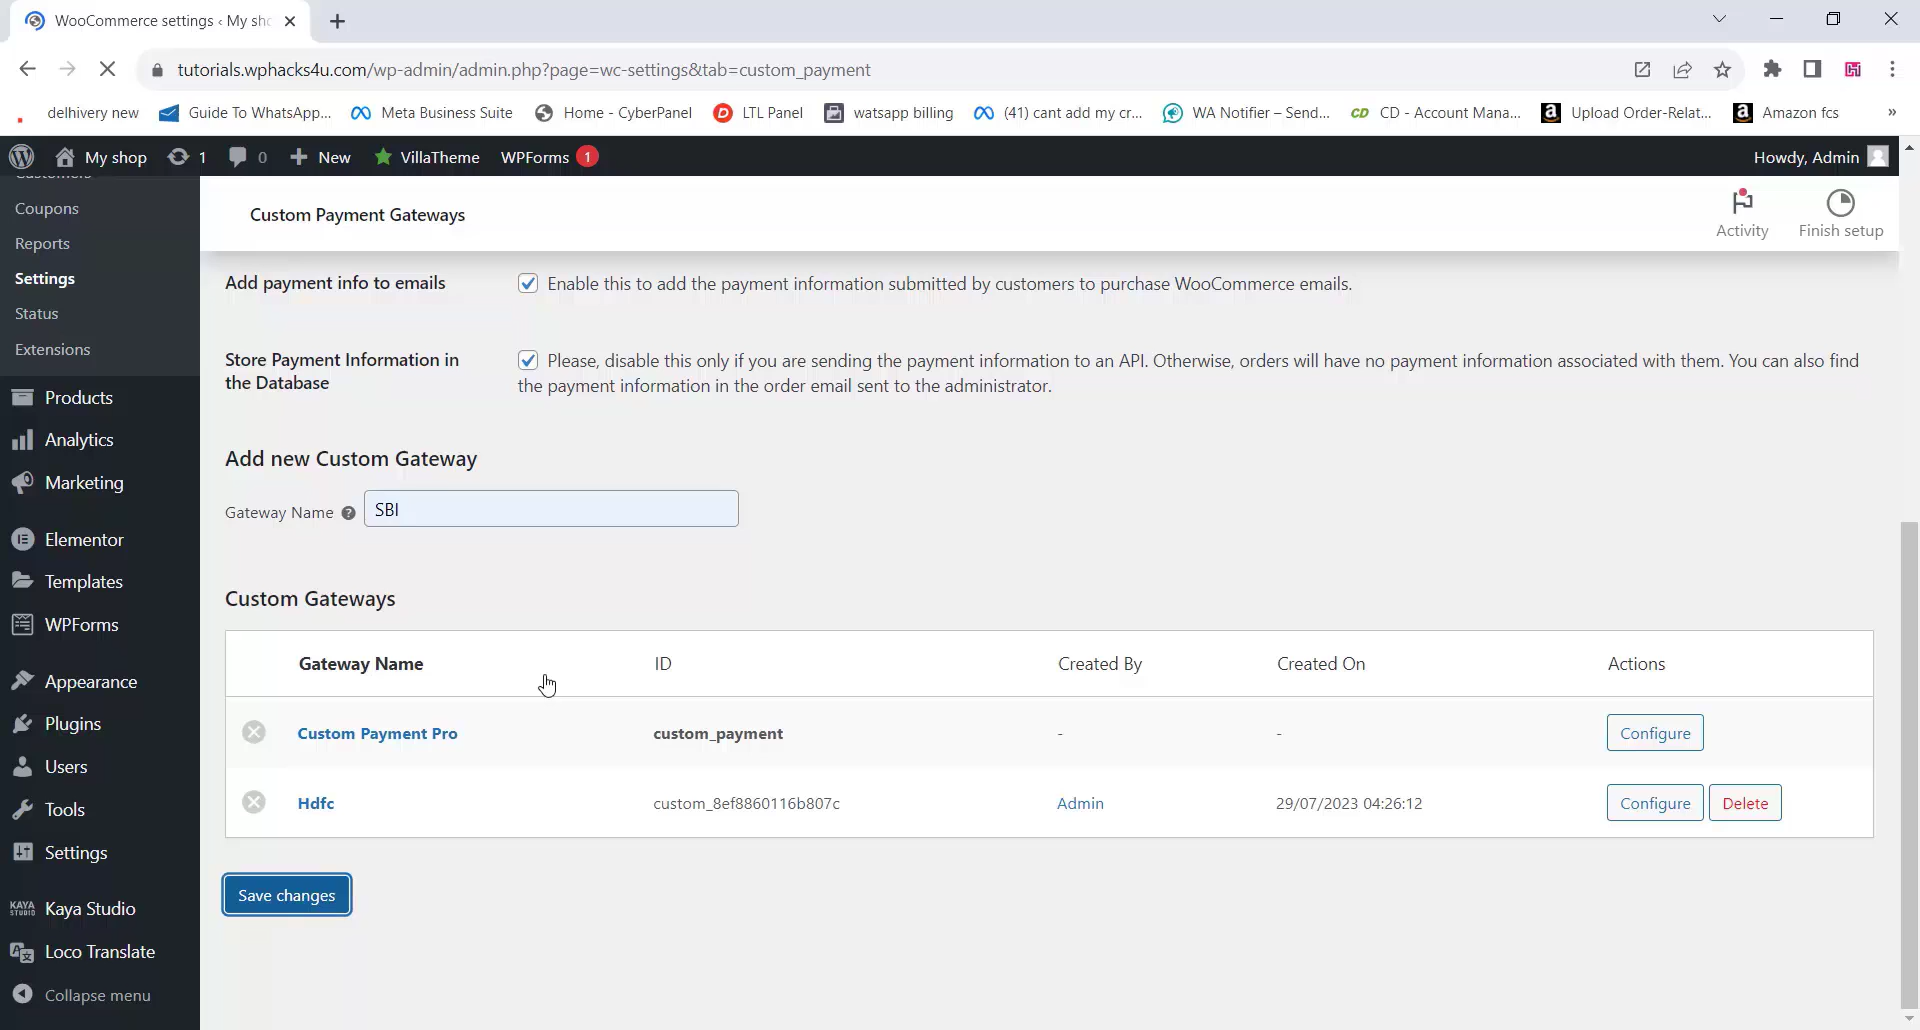 WooCommerce settings ‹ My sh
tutorials.wphacks4u.com/wp-admin/admin.php?page=wc-settings&tab=custom_payment
delhivery new
Guide To WhatsApp...
Meta Business Suite
Home - CyberPanel
LTL Panel
watsapp billing
(41) cant add my cr...
WA Notifier – Send...
CD - Account Mana...
Upload Order-Relat...
Amazon fcs
»
My shop
1
0
New
VillaTheme
WPForms 1
Howdy, Admin
Customers
Coupons
Reports
Settings
Status
Extensions
Products
Analytics
Marketing
Elementor
Templates
WPForms
Appearance
Plugins
Users
Tools
Settings
KAYA STUDIO Kaya Studio
Loco Translate
Collapse menu
Custom Payment Gateways
Activity
Finish setup
Add payment info to emails
Enable this to add the payment information submitted by customers to purchase WooCommerce emails.
Store Payment Information in
the Database
Please, disable this only if you are sending the payment information to an API. Otherwise, orders will have no payment information associated with them. You can also find
the payment information in the order email sent to the administrator.
Add new Custom Gateway
Gateway Name ? SBI
Custom Gateways
Gateway Name ID Created By Created On Actions
Custom Payment Pro custom_payment - - Configure
Hdfc custom_8ef8860116b807c Admin 29/07/2023 04:26:12 Configure Delete
Save changes